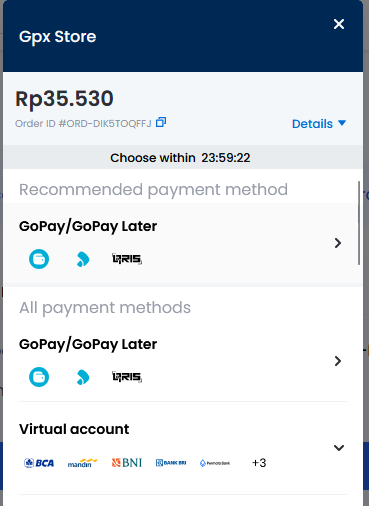 Gpx Store
Rp35.530
Order ID #ORD-DIK5TOQFFJ
Details
Choose within 23:59:22
Recommended payment method
GoPay/GoPay Later
QRIS
All payment methods
GoPay/GoPay Later
QRIS
Virtual account
BCA mandiri BNI BANK BRI PermataBank +3